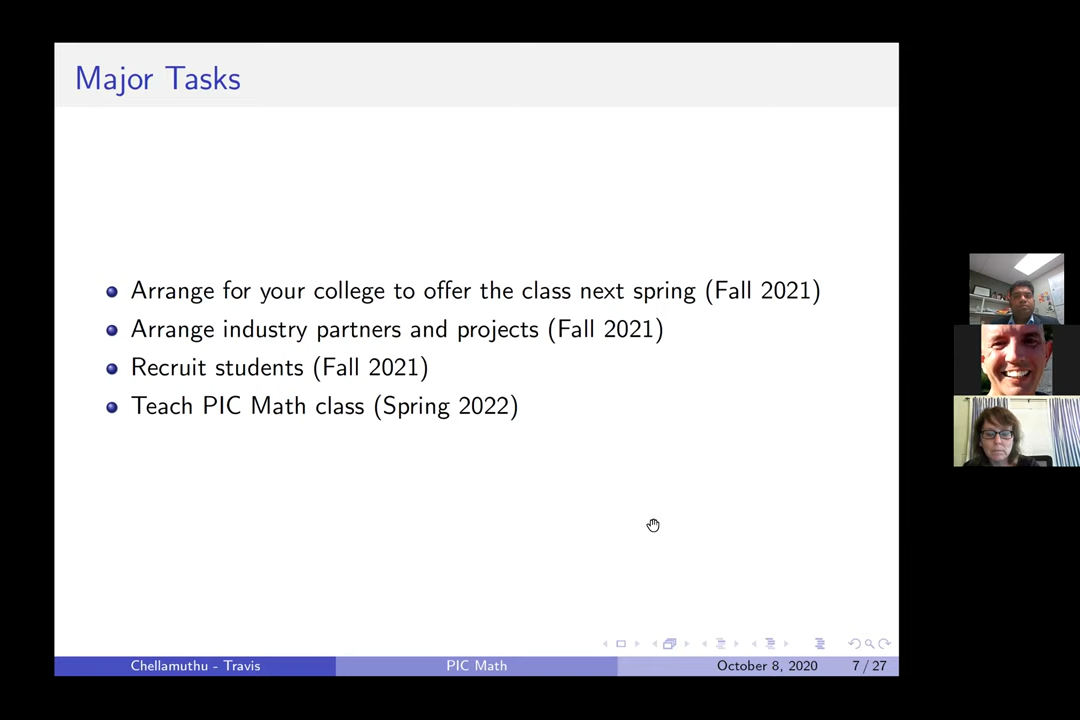 Major Tasks
Arrange for your college to offer the class next spring (Fall 2021)
Arrange industry partners and projects (Fall 2021)
Recruit students (Fall 2021)
Teach PIC Math class (Spring 2022)
Chellamuthu - Travis PIC Math October 8, 2020 7 / 27